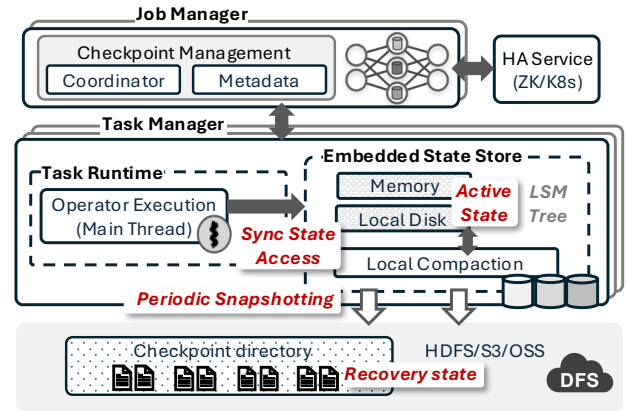 Job Manager
Checkpoint Management
Coordinator
Metadata
HA Service
(ZK/K8s)
Task Manager
Task Runtime
Operator Execution
(Main Thread)
Sync State
Access
Embedded State Store
Memory
Local Disk
Active
State
LSM
Tree
Local Compaction
Periodic Snapshotting
Checkpoint directory
HDFS/S3/OSS
Recovery state
DFS